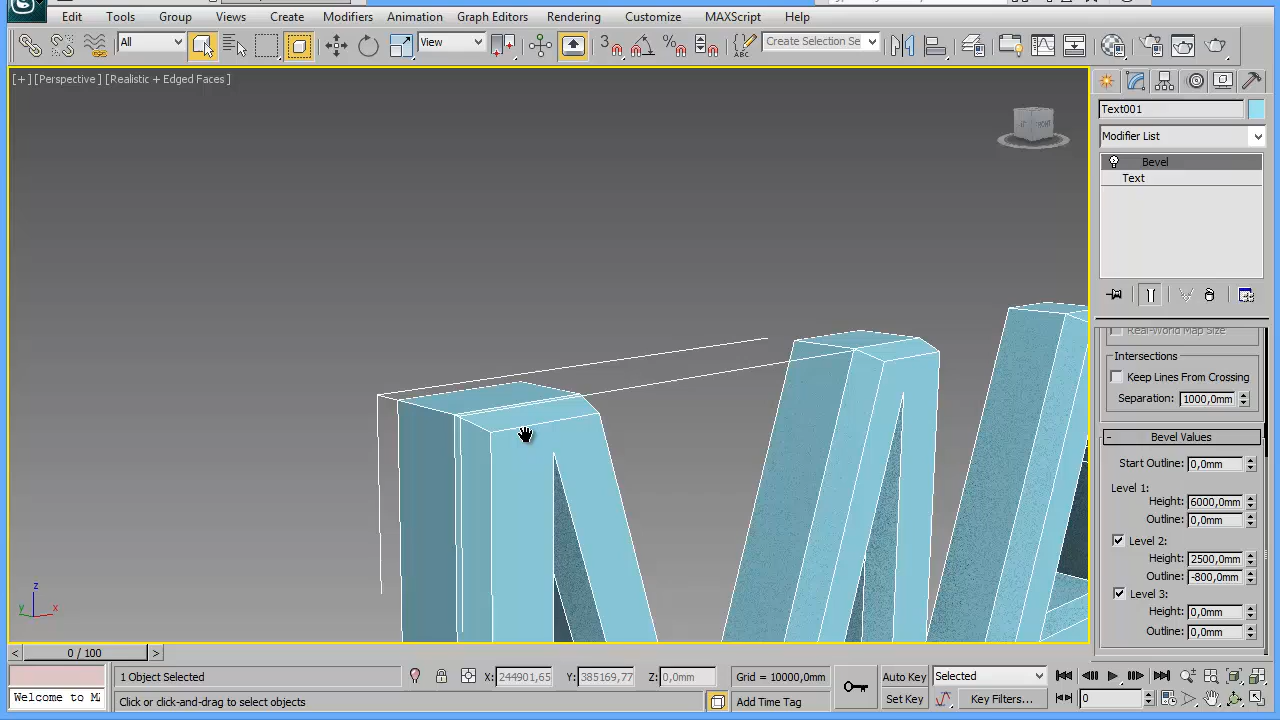 Edit Tools Group Views Create Modifiers Animation Graph Editors Rendering Customize MAXScript Help
All View 3 % ABC Create Selection Se
[ + ] [Perspective ] [Realistic + Edged Faces ]
FRONT
Text001
Modifier List
Bevel
Text
Real-World Map Size
Intersections
Keep Lines From Crossing
Separation: 1000,0mm
- Bevel Values
Start Outline: 0,0mm
Level 1:
Height: 6000,0mm
Outline: 0,0mm
Level 2:
Height: 2500,0mm
Outline: -800,0mm
Level 3:
Height: 0,0mm
Outline: 0,0mm
z
y x
< 0 / 100 >
1 Object Selected X: 244901,65 Y: 385169,77 Z: 0,0mm Grid = 10000,0mm Auto Key Selected
Welcome to M
Click or click-and-drag to select objects Add Time Tag Set Key Key Filters... 0